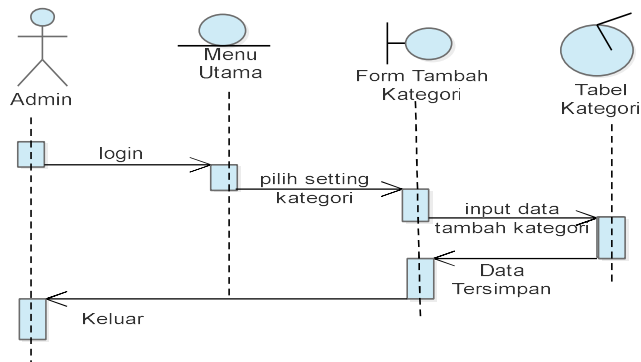 Admin
Menu
Utama
Form Tambah
Kategori
Tabel
Kategori
login
pilih setting
kategori
input data
tambah kategori
Data
Tersimpan
Keluar